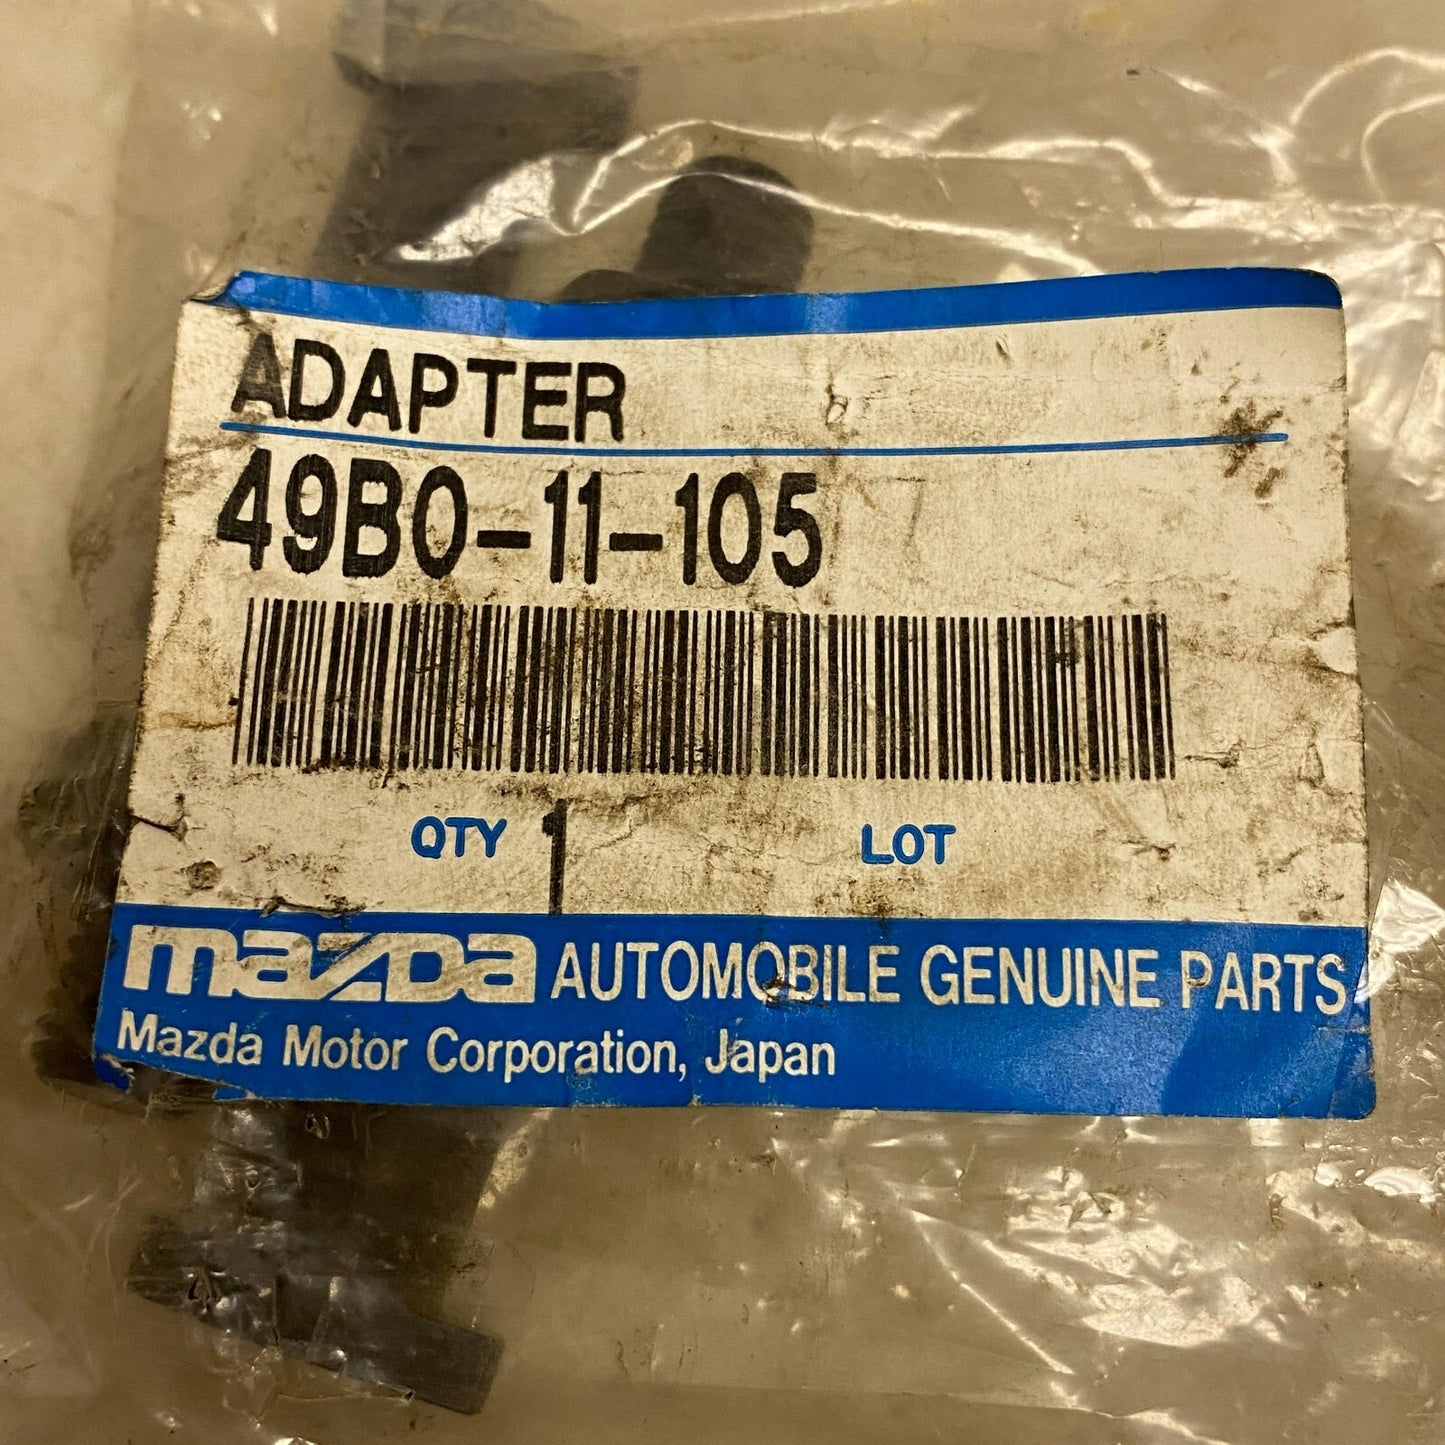 ADAPTER
49B0-11-105
QTY 1 LOT
mazda AUTOMOBILE GENUINE PARTS
Mazda Motor Corporation, Japan